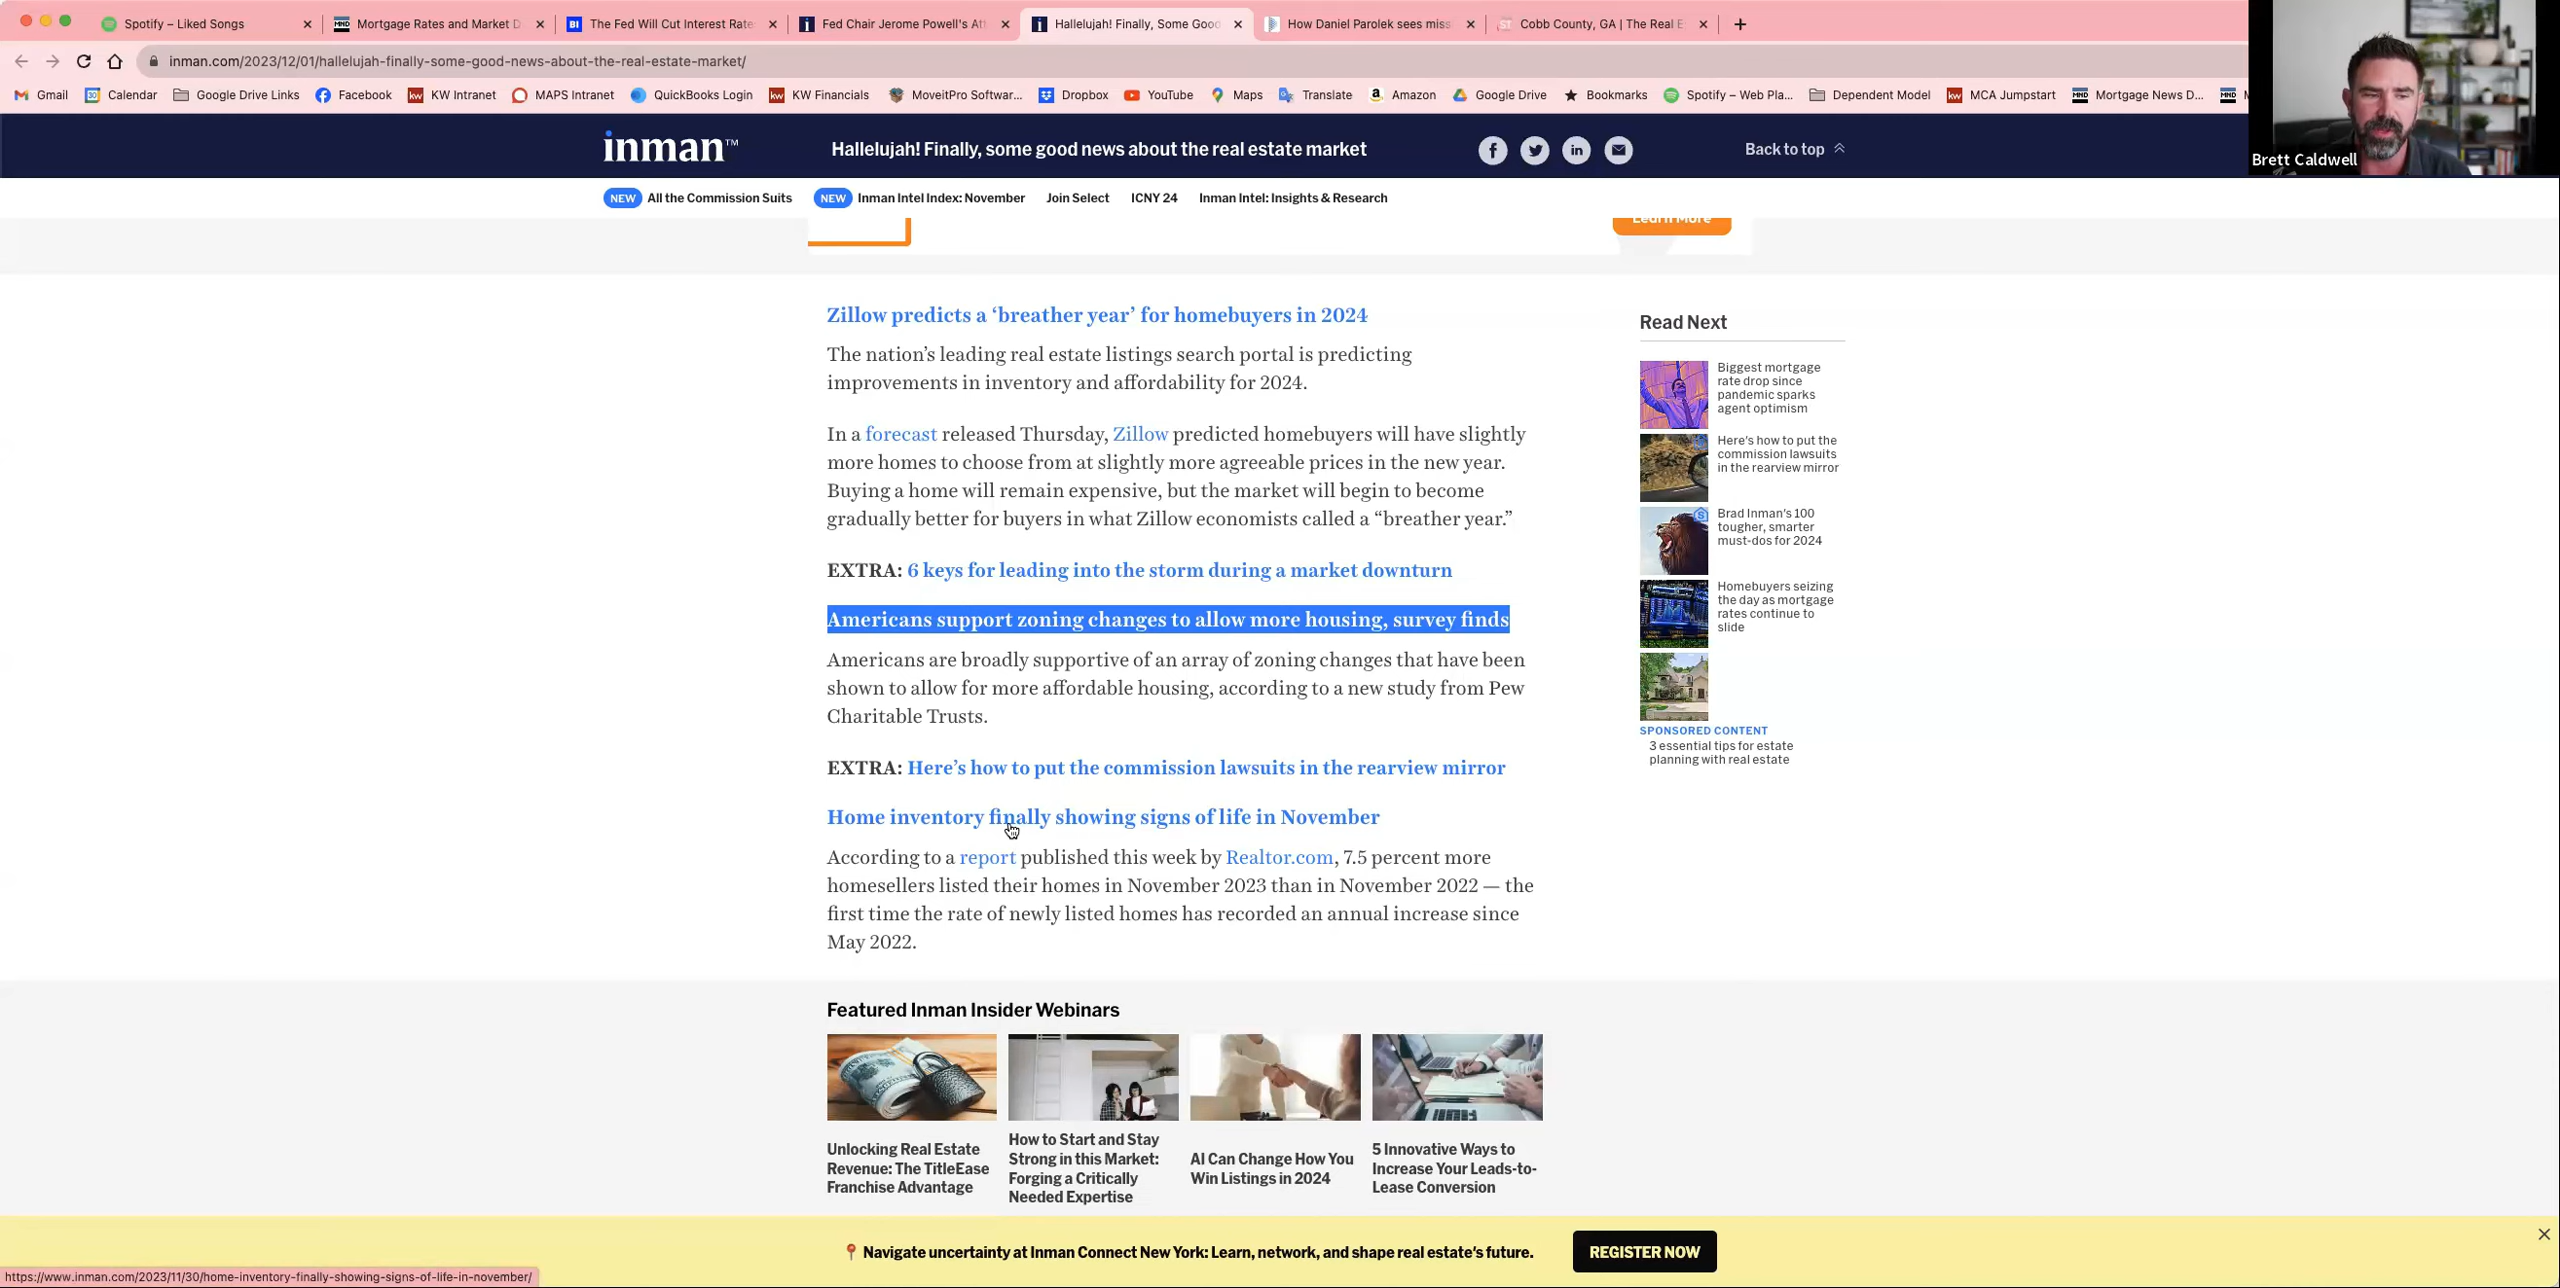 Spotify – Liked Songs
Mortgage Rates and Market D
The Fed Will Cut Interest Rate
Fed Chair Jerome Powell's Att
Hallelujah! Finally, Some Good
How Daniel Parolek sees miss
Cobb County, GA | The Real E
inman.com/2023/12/01/hallelujah-finally-some-good-news-about-the-real-estate-market/
Gmail Calendar Google Drive Links Facebook KW Intranet MAPS Intranet QuickBooks Login KW Financials MoveitPro Softwar... Dropbox YouTube Maps Translate Amazon Google Drive Bookmarks Spotify – Web Pla... Dependent Model MCA Jumpstart Mortgage News D...
Brett Caldwell
inman™
Hallelujah! Finally, some good news about the real estate market
Back to top
NEW All the Commission Suits NEW Inman Intel Index: November Join Select ICNY 24 Inman Intel: Insights & Research
Learn More
Zillow predicts a ‘breather year’ for homebuyers in 2024
The nation’s leading real estate listings search portal is predicting
improvements in inventory and affordability for 2024.
In a forecast released Thursday, Zillow predicted homebuyers will have slightly
more homes to choose from at slightly more agreeable prices in the new year.
Buying a home will remain expensive, but the market will begin to become
gradually better for buyers in what Zillow economists called a “breather year.”
EXTRA: 6 keys for leading into the storm during a market downturn
Americans support zoning changes to allow more housing, survey finds
Americans are broadly supportive of an array of zoning changes that have been
shown to allow for more affordable housing, according to a new study from Pew
Charitable Trusts.
EXTRA: Here’s how to put the commission lawsuits in the rearview mirror
Home inventory finally showing signs of life in November
According to a report published this week by Realtor.com, 7.5 percent more
homesellers listed their homes in November 2023 than in November 2022 — the
first time the rate of newly listed homes has recorded an annual increase since
May 2022.
Read Next
Biggest mortgage
rate drop since
pandemic sparks
agent optimism
Here's how to put the
commission lawsuits
in the rearview mirror
Brad Inman's 100
tougher, smarter
must-dos for 2024
Homebuyers seizing
the day as mortgage
rates continue to
slide
SPONSORED CONTENT
3 essential tips for estate
planning with real estate
Featured Inman Insider Webinars
Unlocking Real Estate
Revenue: The TitleEase
Franchise Advantage
How to Start and Stay
Strong in this Market:
Forging a Critically
Needed Expertise
AI Can Change How You
Win Listings in 2024
5 Innovative Ways to
Increase Your Leads-to-
Lease Conversion
📍 Navigate uncertainty at Inman Connect New York: Learn, network, and shape real estate's future.
REGISTER NOW
https://www.inman.com/2023/11/30/home-inventory-finally-showing-signs-of-life-in-november/